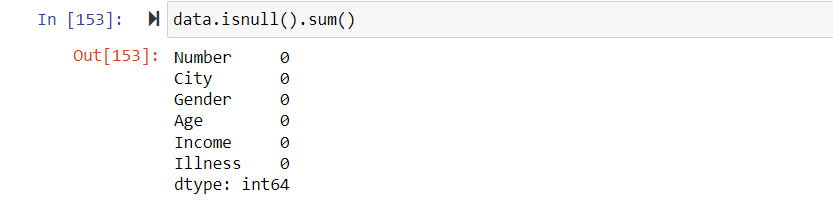 In [153]: data.isnull().sum()
Out[153]: Number 0
City 0
Gender 0
Age 0
Income 0
Illness 0
dtype: int64